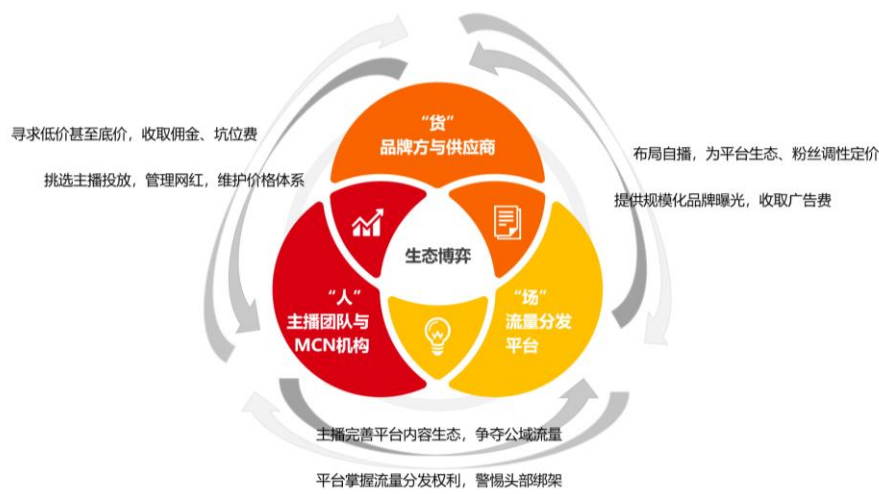 “货”
品牌方与供应商
寻求低价甚至底价，收取佣金、坑位费
挑选主播投放，管理网红，维护价格体系
布局自播，为平台生态、粉丝调性定价
提供规模化品牌曝光，收取广告费
生态博弈
“人”
主播团队与
MCN机构
“场”
流量分发
平台
主播完善平台内容生态，争夺公域流量
平台掌握流量分发权利，警惕头部绑架